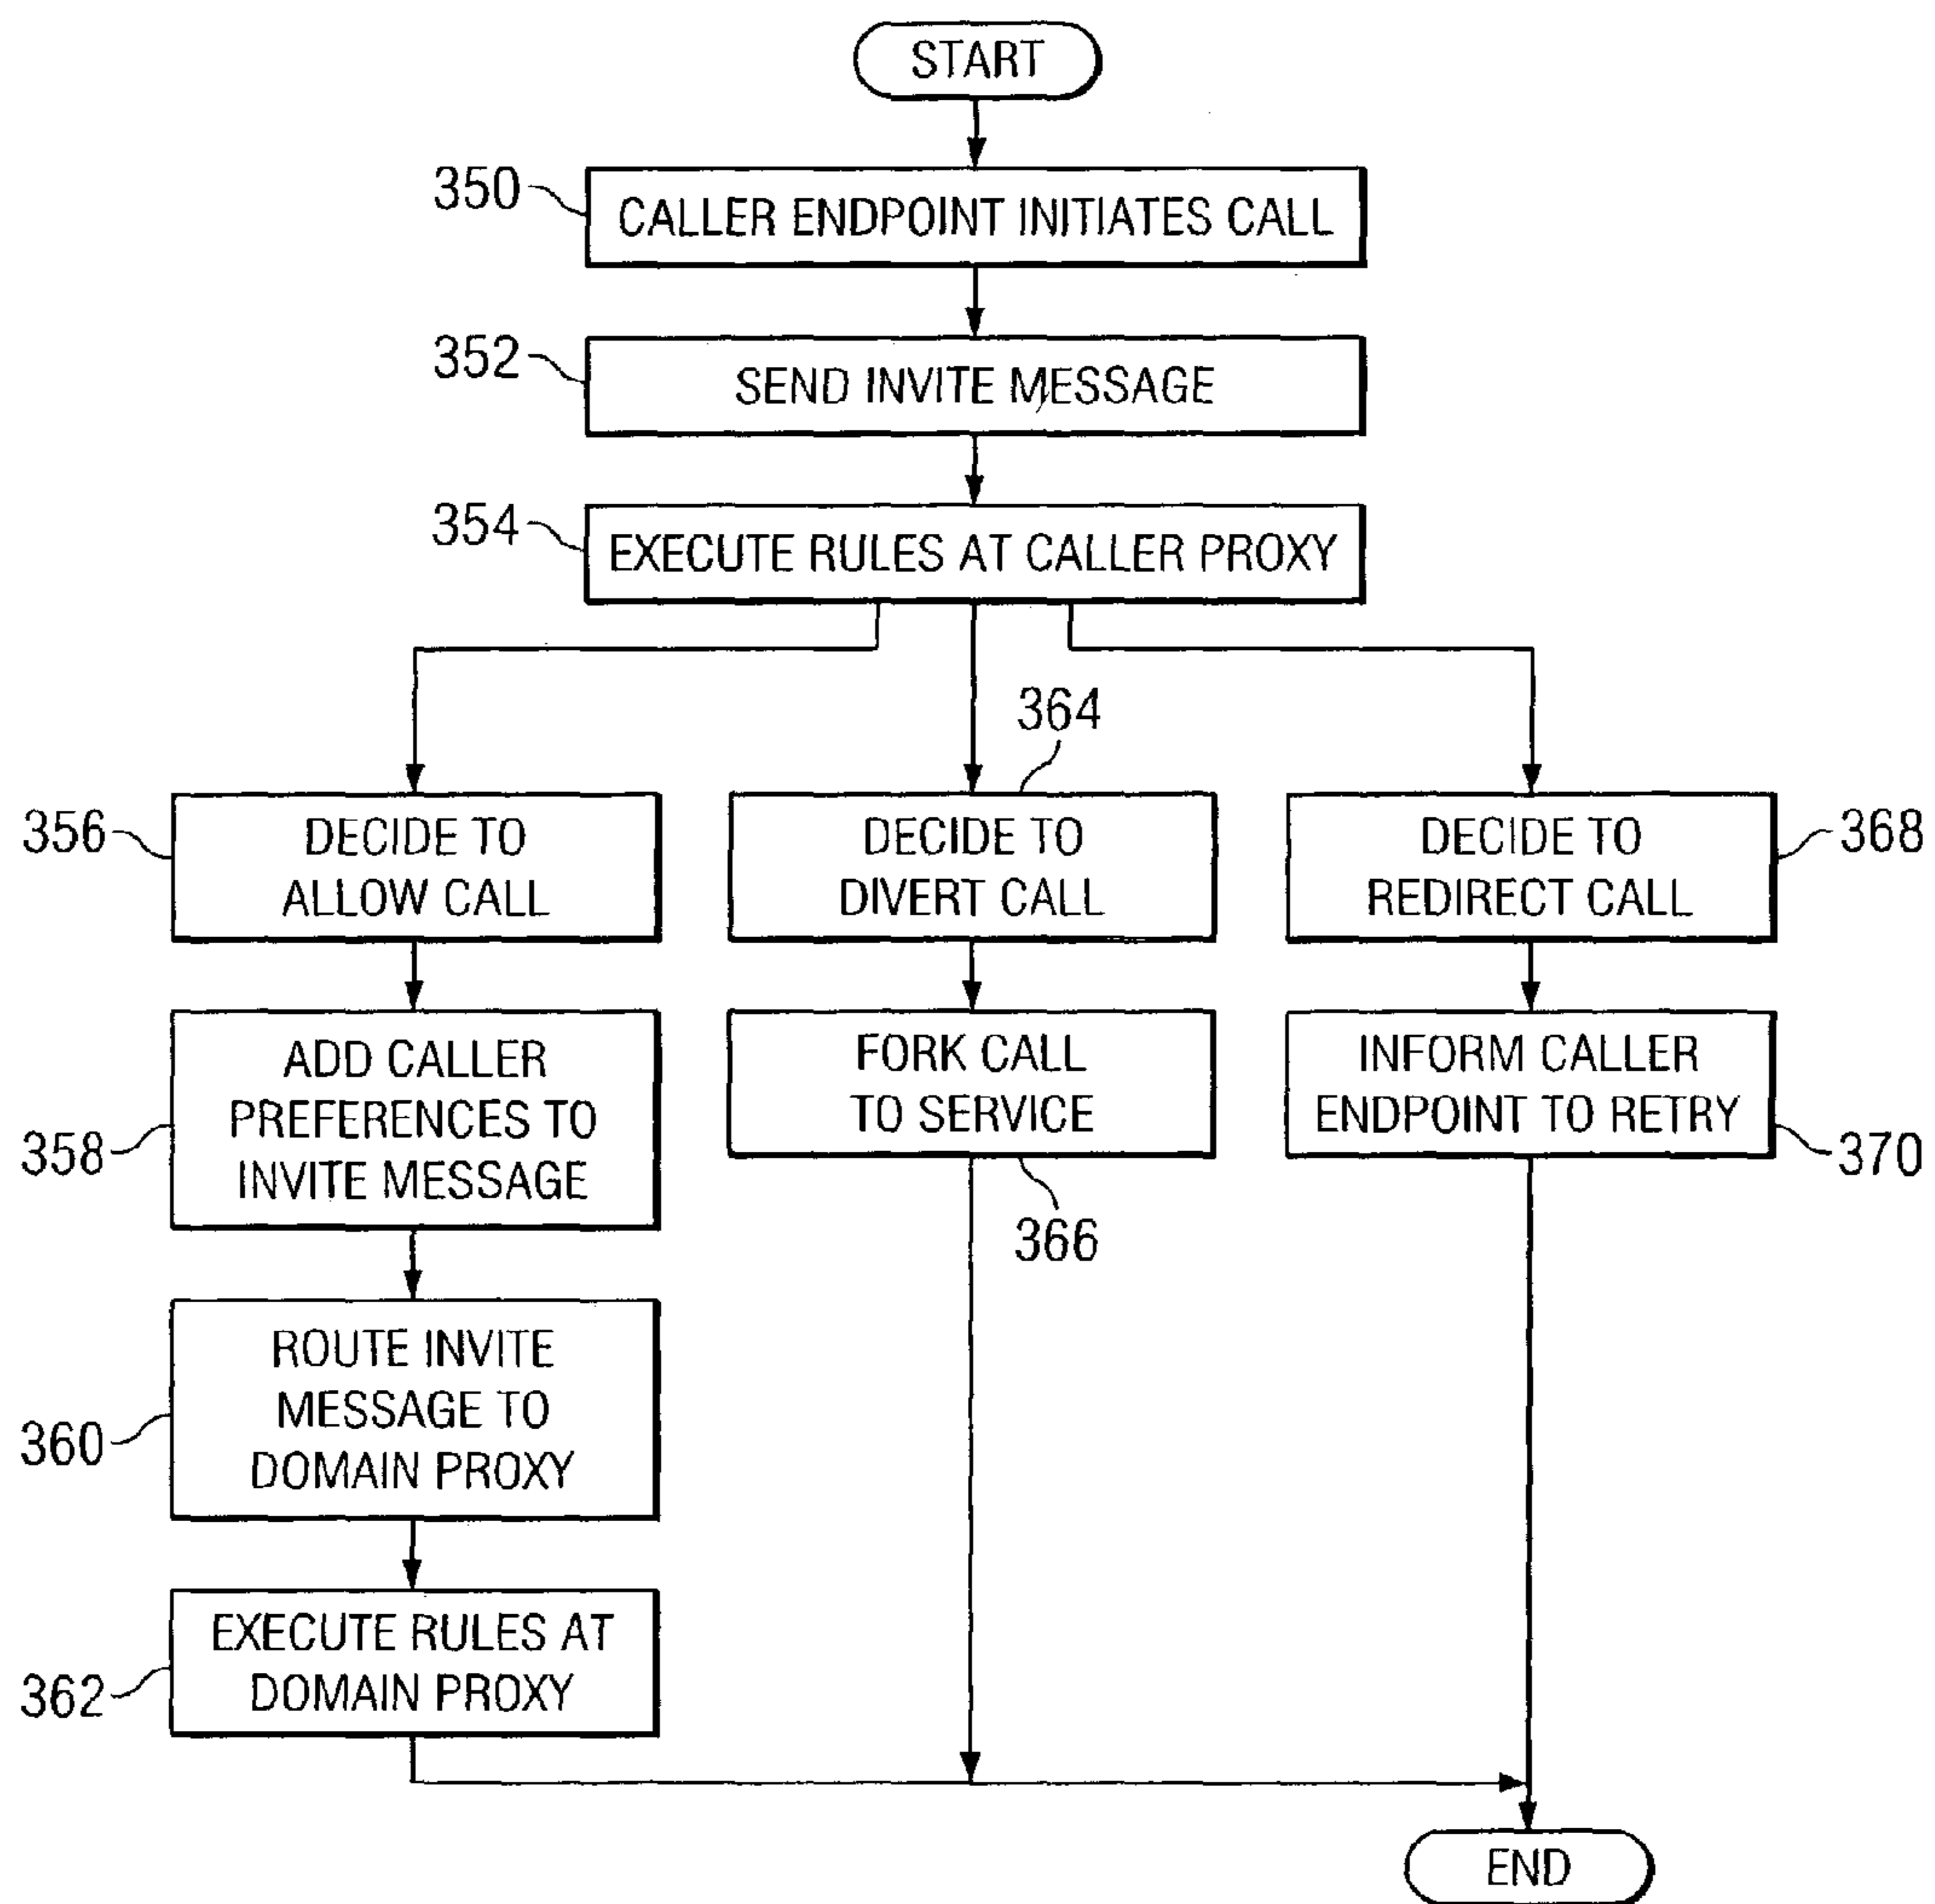 START
350
CALLER ENDPOINT INITIATES CALL
352
SEND INVITE MESSAGE
354
EXECUTE RULES AT CALLER PROXY
364
356
DECIDE TO
ALLOW CALL
DECIDE TO
DIVERT CALL
DECIDE TO
REDIRECT CALL
368
358
ADD CALLER
PREFERENCES TO
INVITE MESSAGE
FORK CALL
TO SERVICE
INFORM CALLER
ENDPOINT TO RETRY
370
366
360
ROUTE INVITE
MESSAGE TO
DOMAIN PROXY
362
EXECUTE RULES AT
DOMAIN PROXY
END